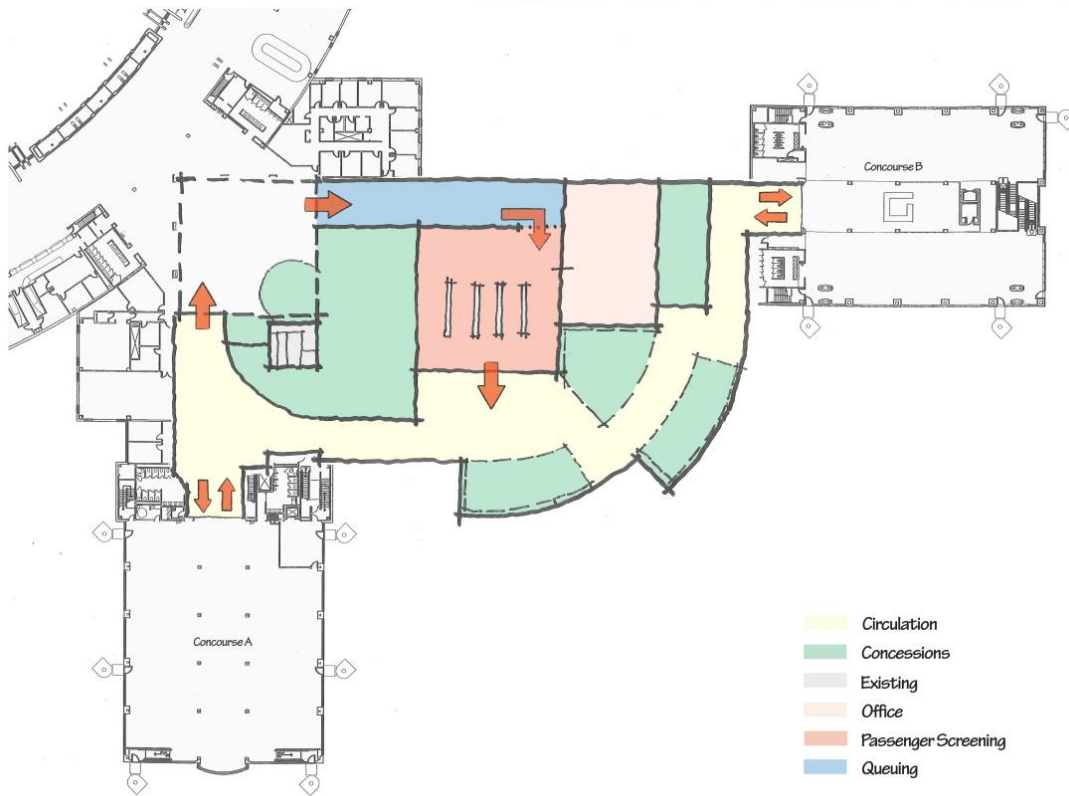 Concourse B
Concourse A
Circulation
Concessions
Existing
Office
Passenger Screening
Queuing